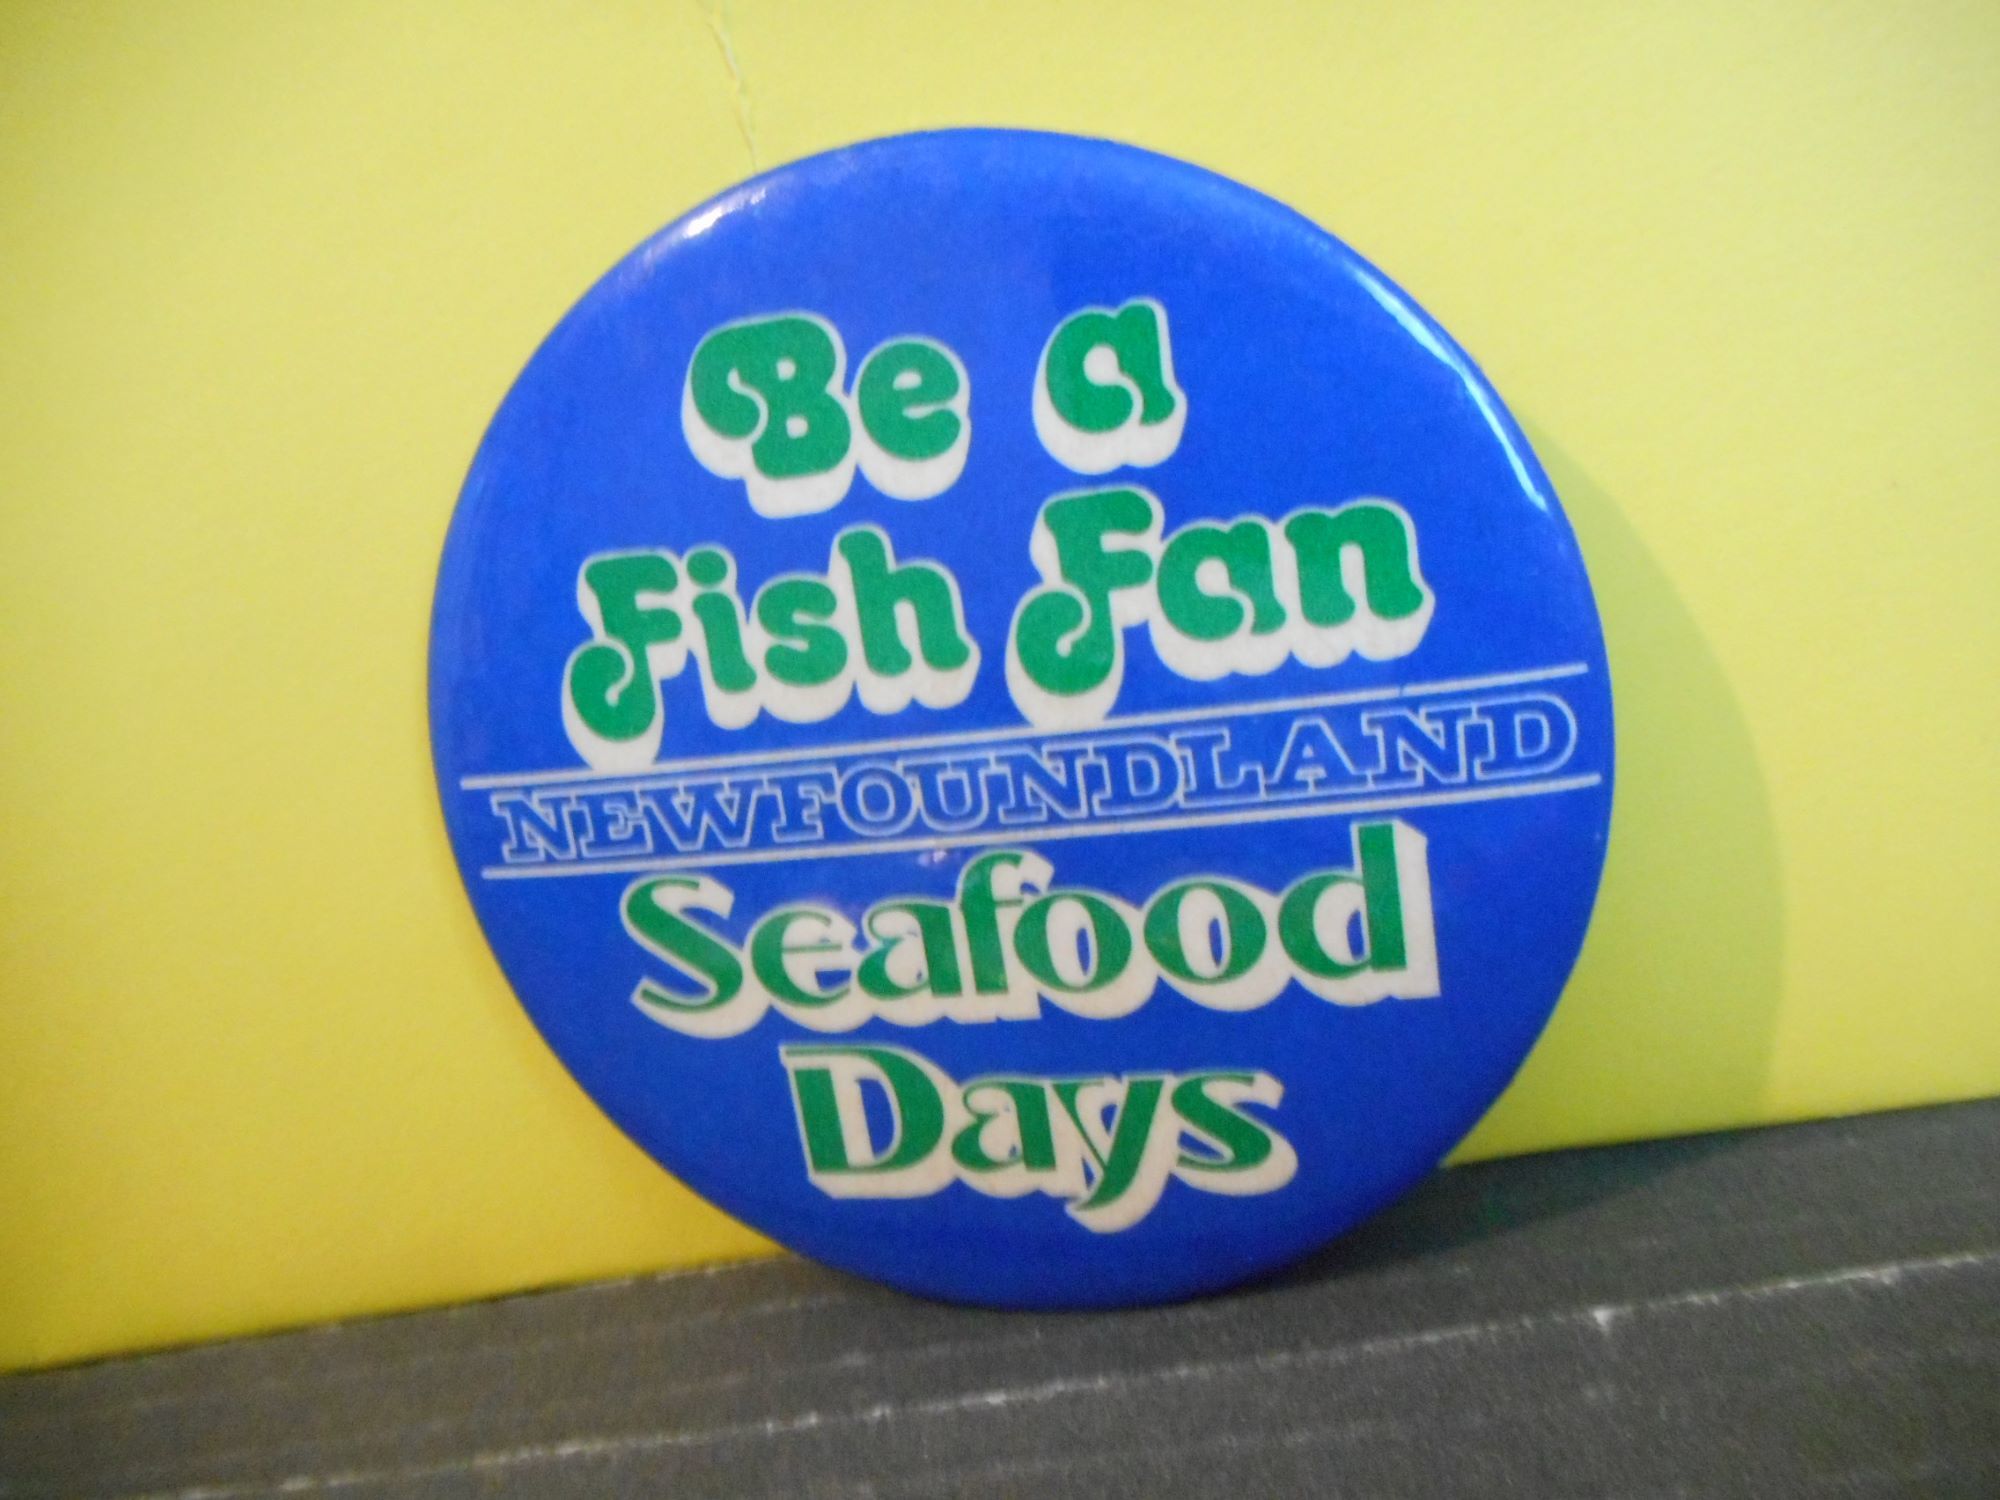 Be a
Fish Fan
NEWFOUNDLAND
Seafood
Days